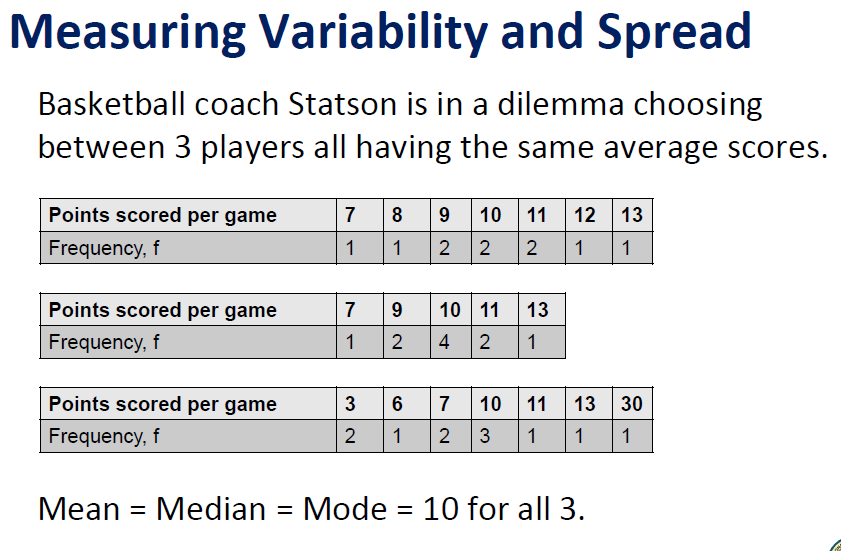 Measuring Variability and Spread
Basketball coach Statson is in a dilemma choosing
between 3 players all having the same average scores.
Points scored per game 7 8 9 10 11 12 13
Frequency, f 1 1 2 2 2 1 1
Points scored per game 7 9 10 11 13
Frequency, f 1 2 4 2 1
Points scored per game 3 6 7 10 11 13 30
Frequency, f 2 1 2 3 1 1 1
Mean = Median = Mode = 10 for all 3.